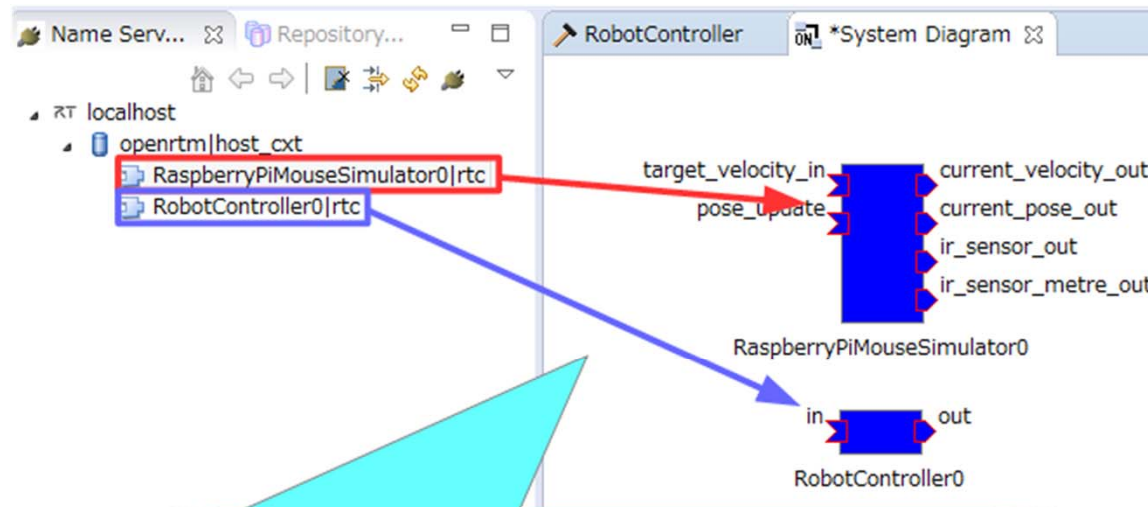 Name Serv...
Repository...
RobotController
*System Diagram
ON
RT localhost
openrtm|host_cxt
RaspberryPiMouseSimulator0|rtc
RobotController0|rtc
target_velocity_in
current_velocity_out
pose_update
current_pose_out
ir_sensor_out
ir_sensor_metre_out
RaspberryPiMouseSimulator0
in
out
RobotController0